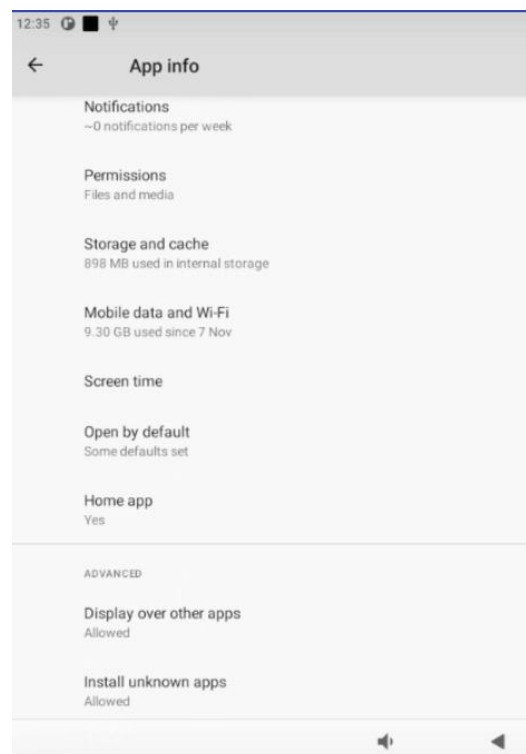 12:35
App info
Notifications
~0 notifications per week
Permissions
Files and media
Storage and cache
898 MB used in internal storage
Mobile data and Wi-Fi
9.30 GB used since 7 Nov
Screen time
Open by default
Some defaults set
Home app
Yes
ADVANCED
Display over other apps
Allowed
Install unknown apps
Allowed